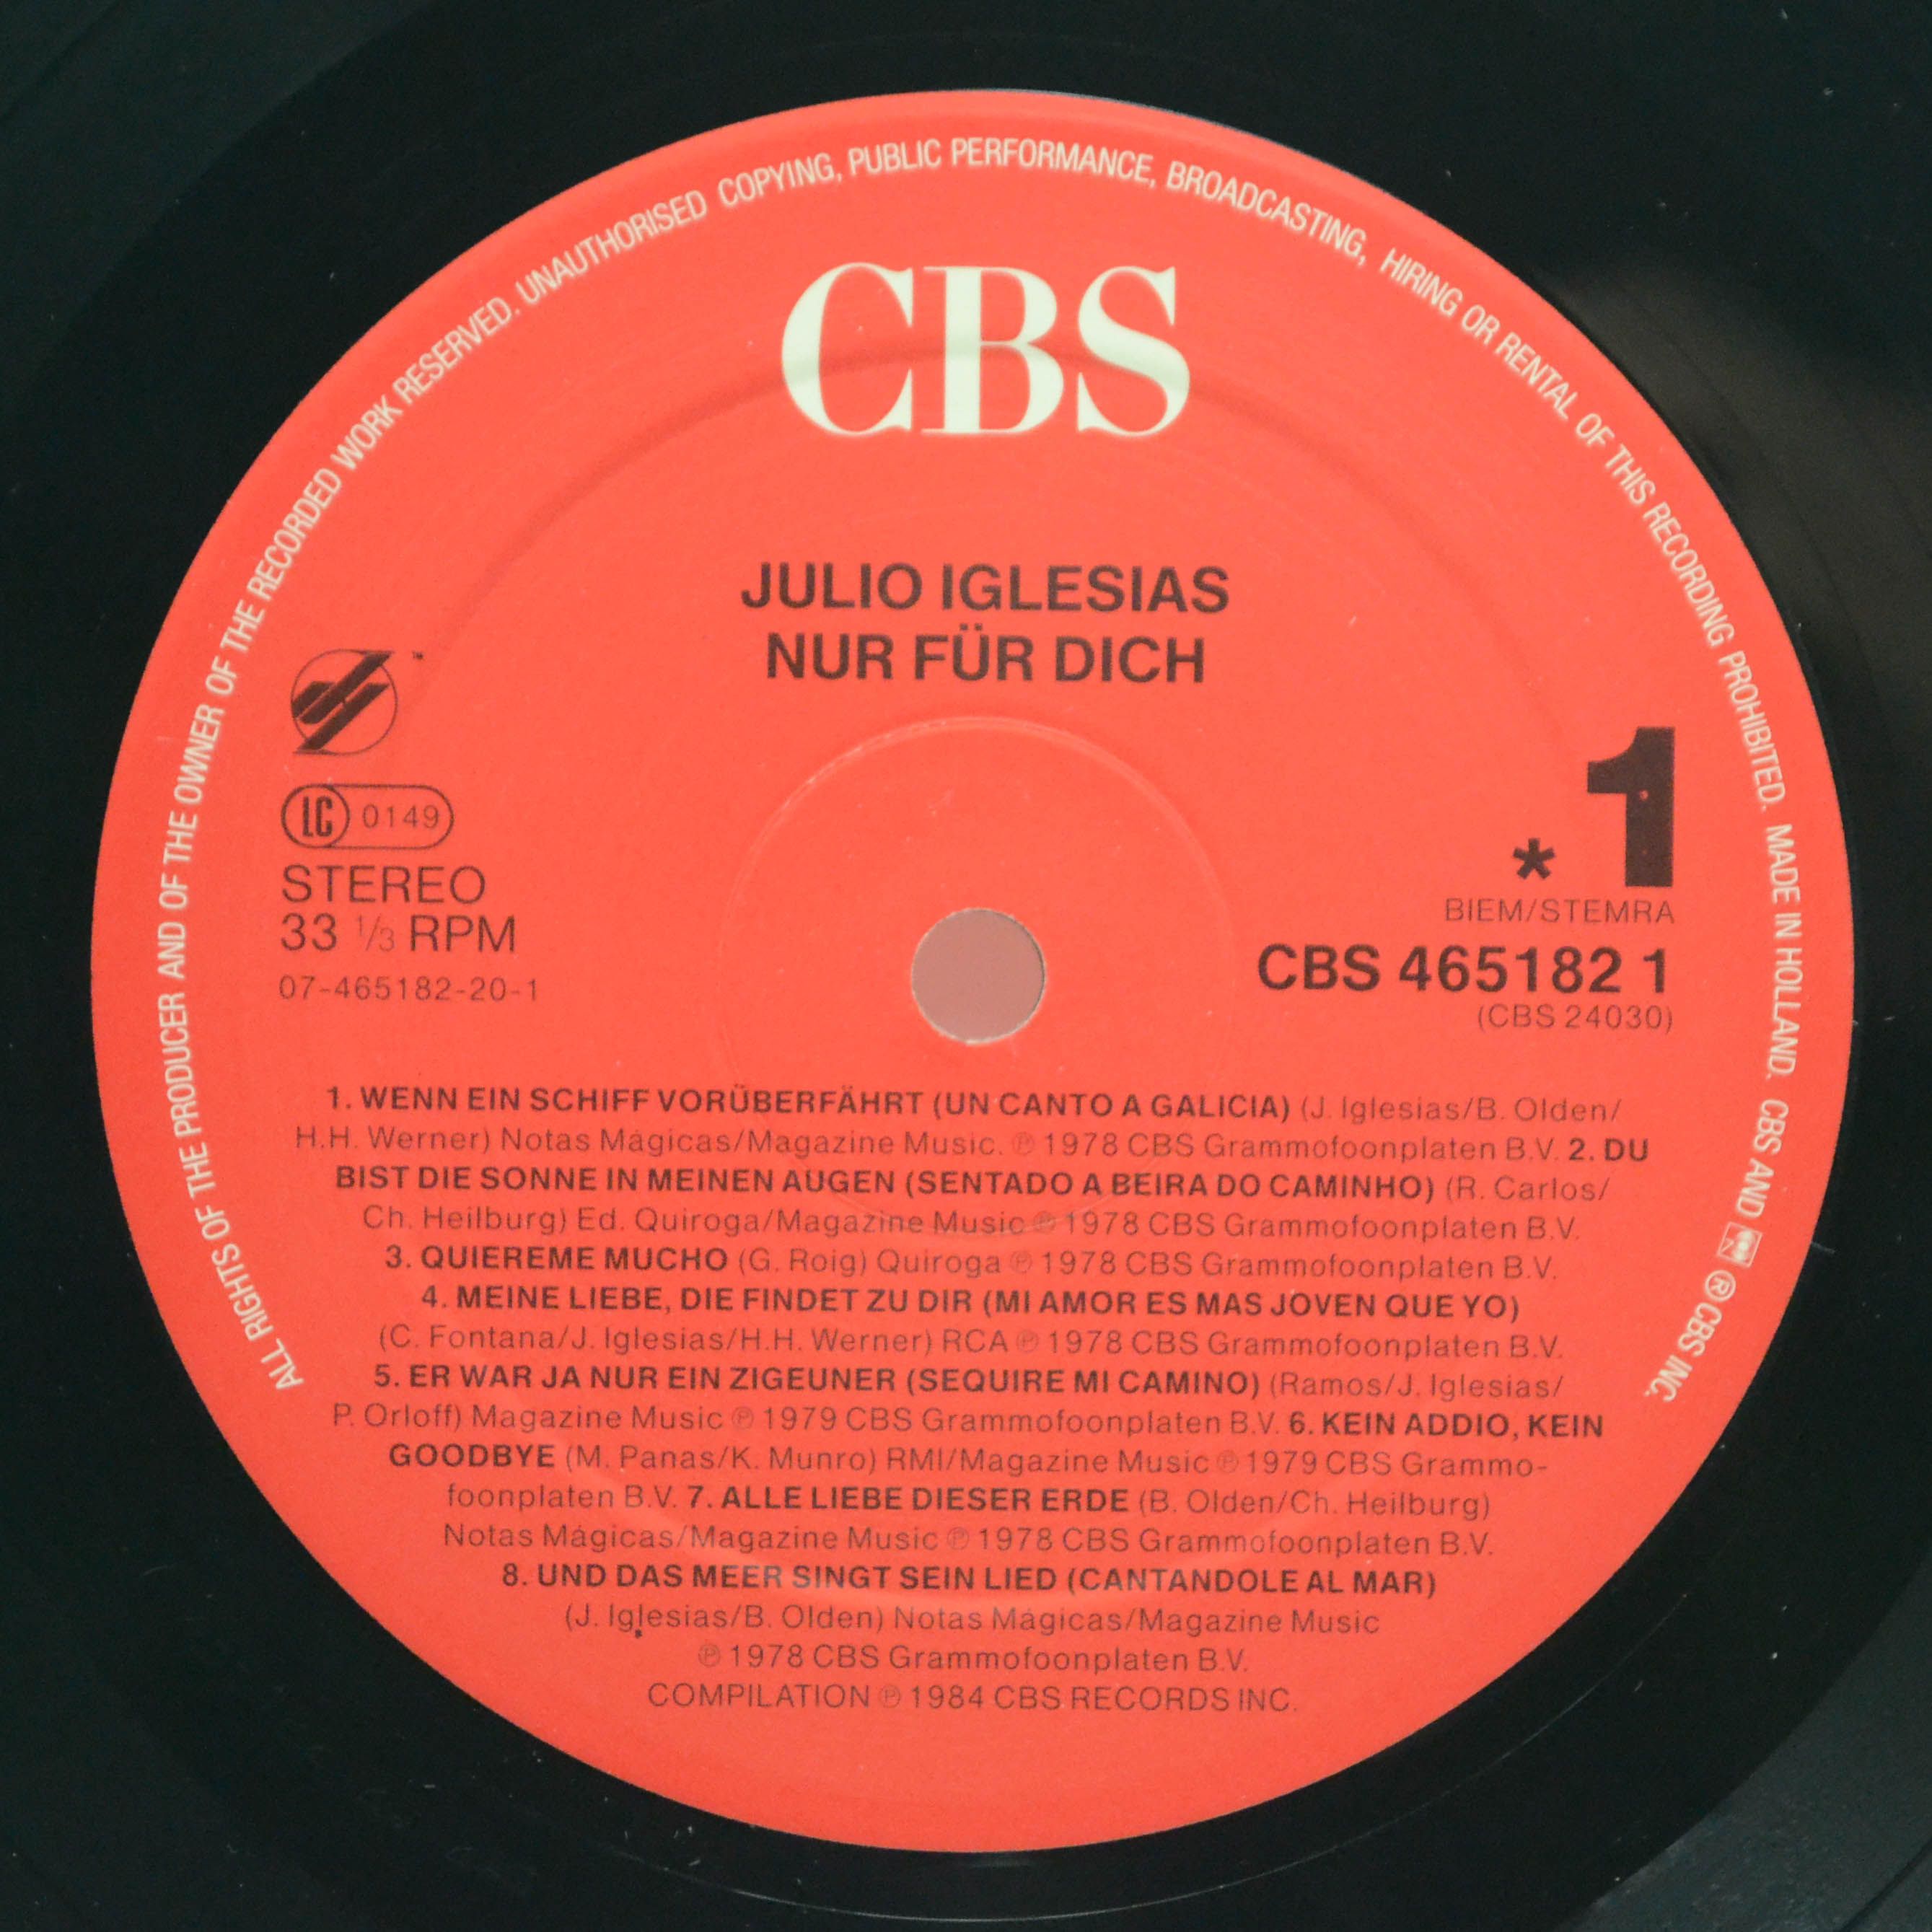 ALL RIGHTS OF THE PRODUCER AND OF THE OWNER OF THE RECORDED WORK RESERVED. UNAUTHORISED COPYING, PUBLIC PERFORMANCE, BROADCASTING, HIRING OR RENTAL OF THIS RECORDING PROHIBITED. MADE IN HOLLAND. CBS AND ® CBS INC.
CBS
JULIO IGLESIAS
NUR FÜR DICH
™
LC 0149
STEREO
33 1/3 RPM
07-465182-20-1
* 1
BIEM/STEMRA
CBS 465182 1
(CBS 24030)
1. WENN EIN SCHIFF VORÜBERFÄHRT (UN CANTO A GALICIA) (J. Iglesias/B. Olden/
H.H. Werner) Notas Mágicas/Magazine Music. ℗ 1978 CBS Grammofoonplaten B.V. 2. DU
BIST DIE SONNE IN MEINEN AUGEN (SENTADO A BEIRA DO CAMINHO) (R. Carlos/
Ch. Heilburg) Ed. Quiroga/Magazine Music ℗ 1978 CBS Grammofoonplaten B.V.
3. QUIEREME MUCHO (G. Roig) Quiroga ℗ 1978 CBS Grammofoonplaten B.V.
4. MEINE LIEBE, DIE FINDET ZU DIR (MI AMOR ES MAS JOVEN QUE YO)
(C. Fontana/J. Iglesias/H.H. Werner) RCA ℗ 1978 CBS Grammofoonplaten B.V.
5. ER WAR JA NUR EIN ZIGEUNER (SEQUIRE MI CAMINO) (Ramos/J. Iglesias/
P. Orloff) Magazine Music ℗ 1979 CBS Grammofoonplaten B.V. 6. KEIN ADDIO, KEIN
GOODBYE (M. Panas/K. Munro) RMI/Magazine Music ℗ 1979 CBS Grammo-
foonplaten B.V. 7. ALLE LIEBE DIESER ERDE (B. Olden/Ch. Heilburg)
Notas Mágicas/Magazine Music ℗ 1978 CBS Grammofoonplaten B.V.
8. UND DAS MEER SINGT SEIN LIED (CANTANDOLE AL MAR)
(J. Iglesias/B. Olden) Notas Mágicas/Magazine Music
℗ 1978 CBS Grammofoonplaten B.V.
COMPILATION ℗ 1984 CBS RECORDS INC.